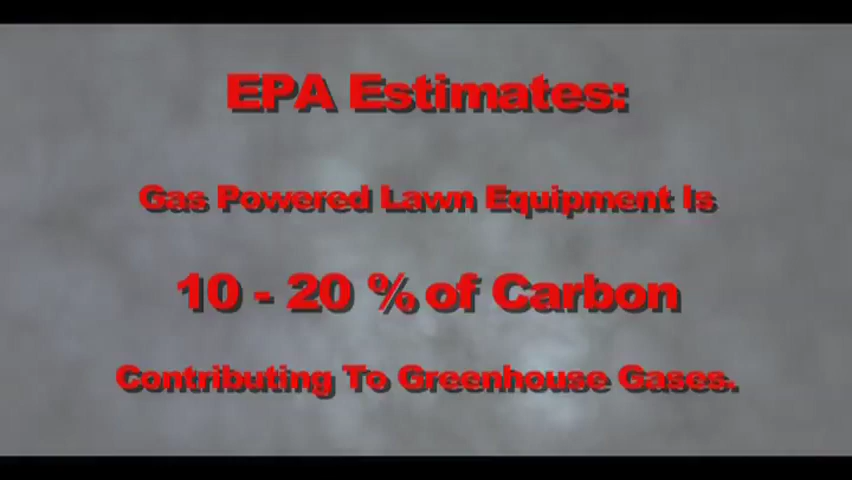 EPA Estimates:
Gas Powered Lawn Equipment Is
10 - 20 % of Carbon
Contributing To Greenhouse Gases.